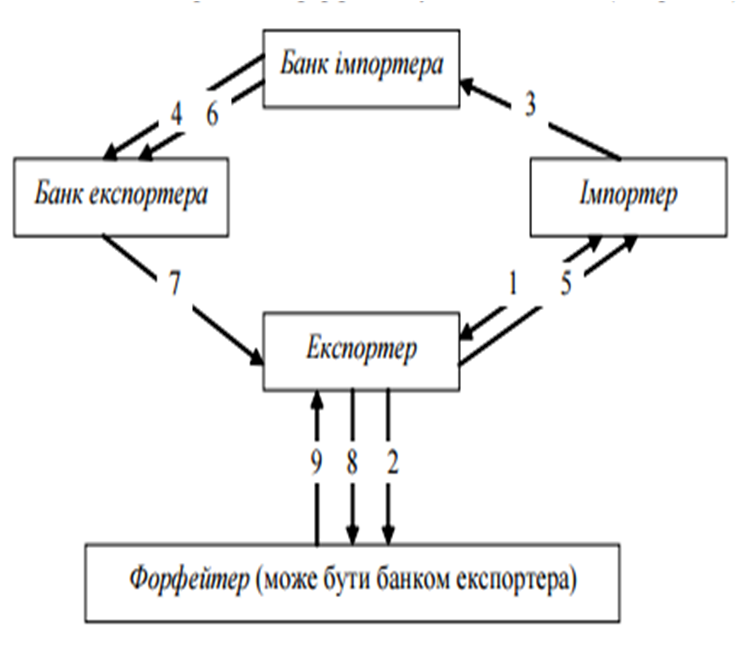 Банк імпортера
3
4 6
Банк експортера
Імпортер
7
1 5
Експортер
9 8 2
Форфейтер (може бути банком експортера)